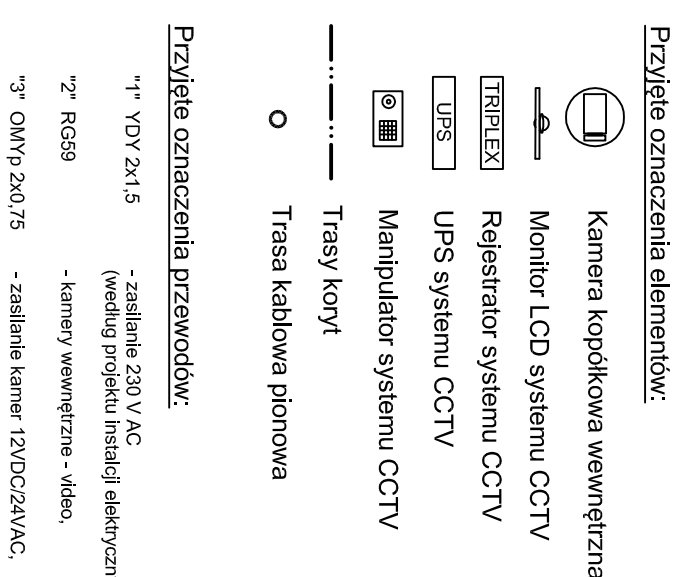 Przyjęte oznaczenia elementów:
Kamera kopółkowa wewnętrzna
Monitor LCD systemu CCTV
TRIPLEX Rejestrator systemu CCTV
UPS UPS systemu CCTV
Manipulator systemu CCTV
Trasy koryt
Trasa kablowa pionowa
Przyjęte oznaczenia przewodów:
"1" YDY 2x1,5 - zasilanie 230 V AC
(według projektu instalcji elektryczn
"2" RG59 - kamery wewnętrzne - video,
"3" OMYp 2x0,75 - zasilanie kamer 12VDC/24VAC,